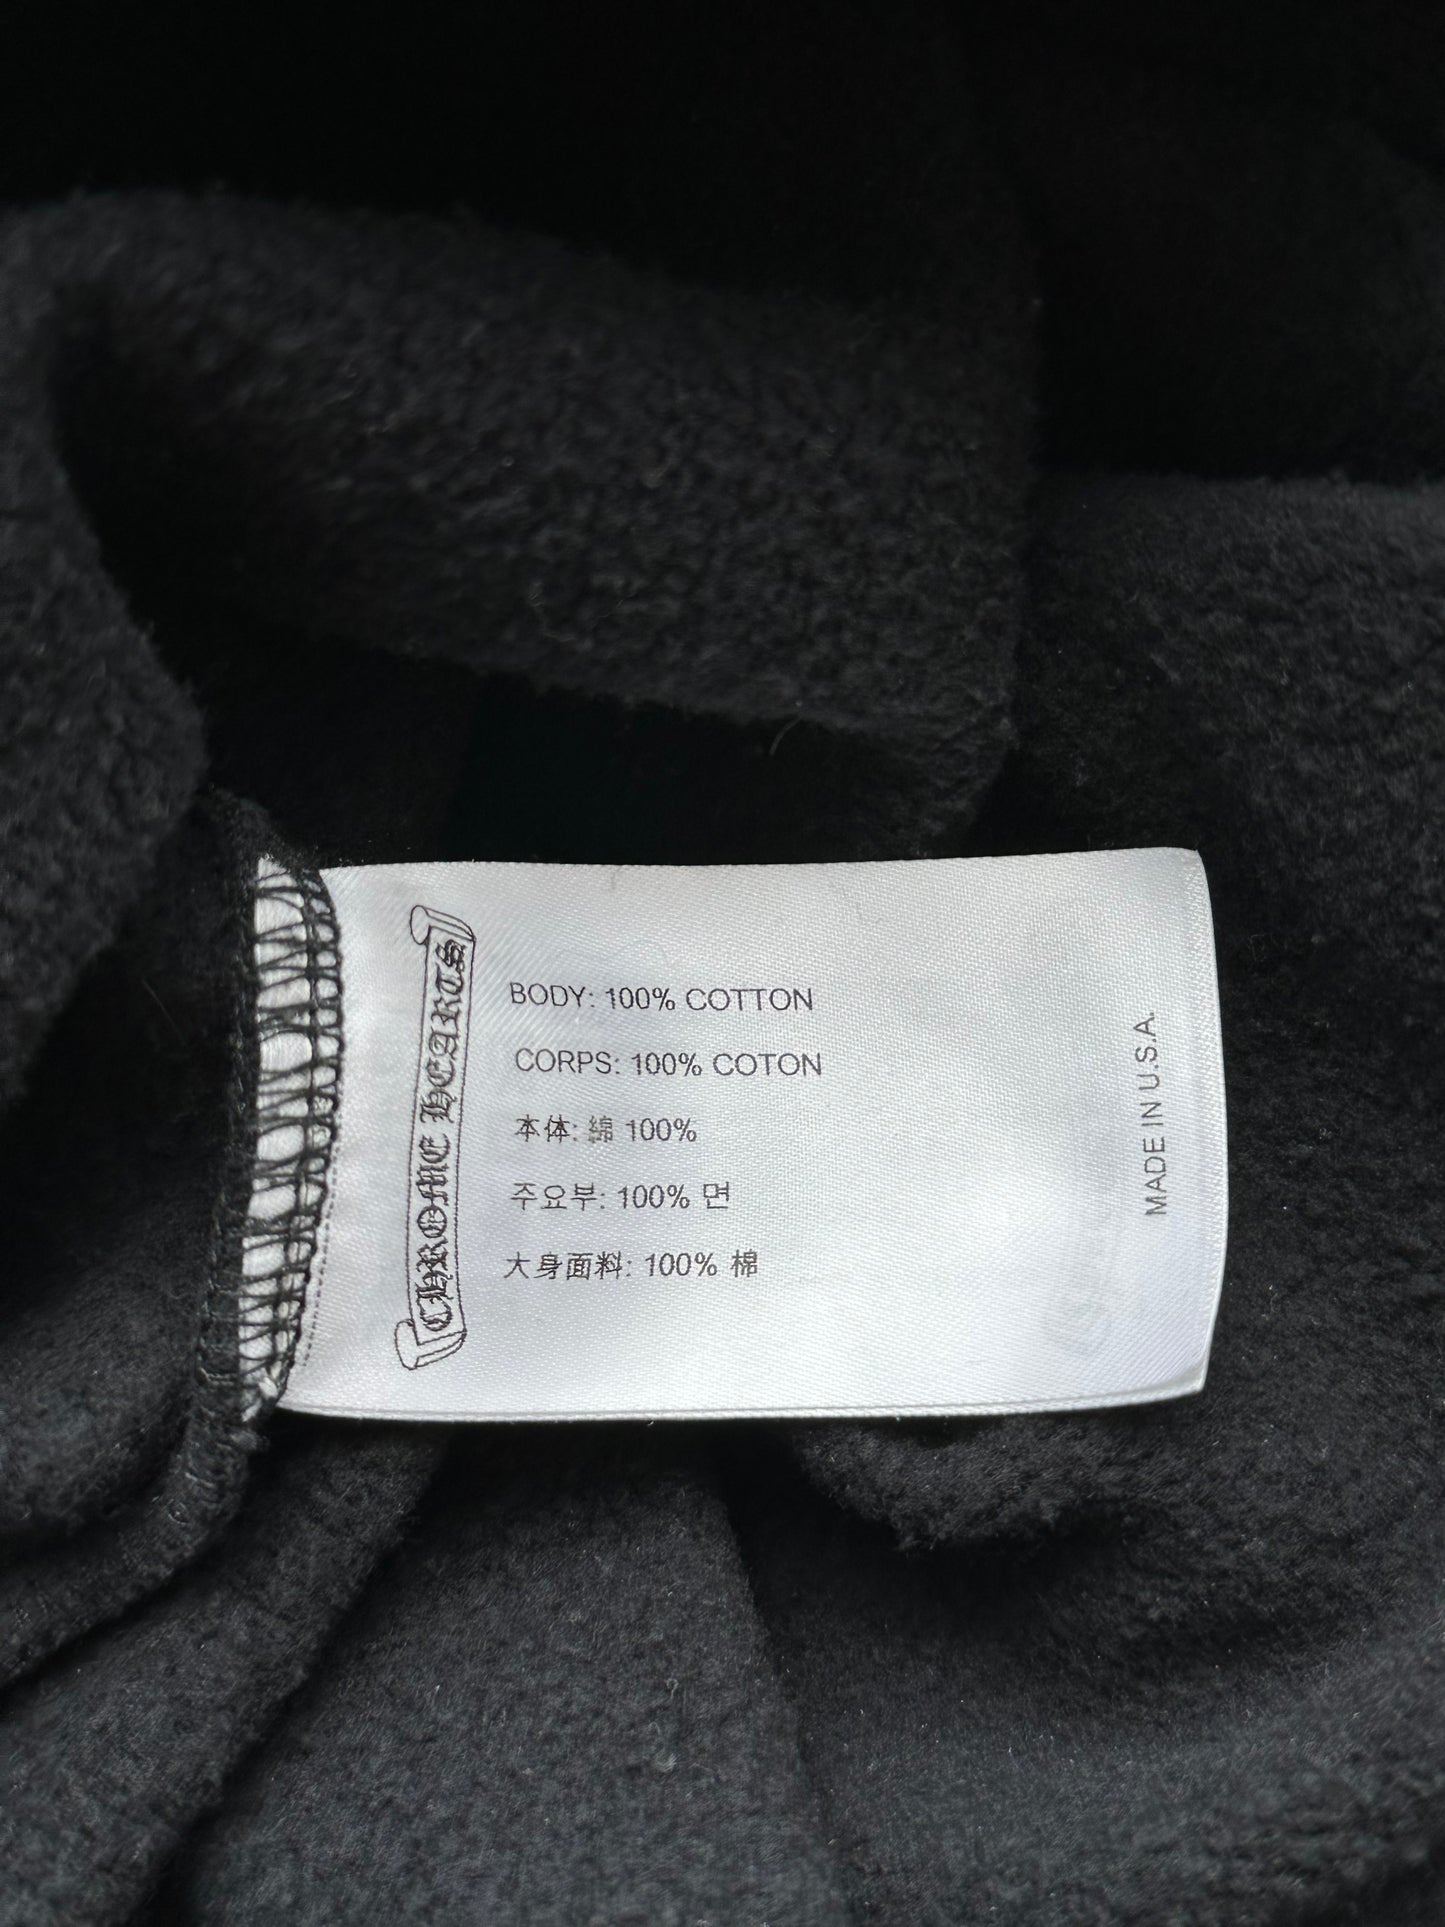 CHROME HEARTS
BODY: 100% COTTON
CORPS: 100% COTON
本体: 綿 100%
주요부: 100% 면
大身面料: 100% 棉
MADE IN U.S.A.